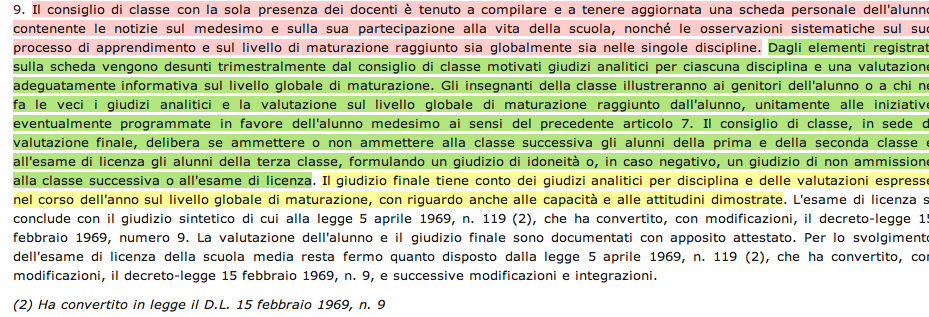 9. Il consiglio di classe con la sola presenza dei docenti è tenuto a compilare e a tenere aggiornata una scheda personale dell'alunno
contenente le notizie sul medesimo e sulla sua partecipazione alla vita della scuola, nonché le osservazioni sistematiche sul suo
processo di apprendimento e sul livello di maturazione raggiunto sia globalmente sia nelle singole discipline. Dagli elementi registrat
sulla scheda vengono desunti trimestralmente dal consiglio di classe motivati giudizi analitici per ciascuna disciplina e una valutazione
adeguatamente informativa sul livello globale di maturazione. Gli insegnanti della classe illustreranno ai genitori dell'alunno o a chi ne
fa le veci i giudizi analitici e la valutazione sul livello globale di maturazione raggiunto dall'alunno, unitamente alle iniziative
eventualmente programmate in favore dell'alunno medesimo ai sensi del precedente articolo 7. Il consiglio di classe, in sede d
valutazione finale, delibera se ammettere o non ammettere alla classe successiva gli alunni della prima e della seconda classe e
all'esame di licenza gli alunni della terza classe, formulando un giudizio di idoneità o, in caso negativo, un giudizio di non ammissione
alla classe successiva o all'esame di licenza. Il giudizio finale tiene conto dei giudizi analitici per disciplina e delle valutazioni espresse
nel corso dell'anno sul livello globale di maturazione, con riguardo anche alle capacità e alle attitudini dimostrate. L'esame di licenza s
conclude con il giudizio sintetico di cui alla legge 5 aprile 1969, n. 119 (2), che ha convertito, con modificazioni, il decreto-legge 15
febbraio 1969, numero 9. La valutazione dell'alunno e il giudizio finale sono documentati con apposito attestato. Per lo svolgimento
dell'esame di licenza della scuola media resta fermo quanto disposto dalla legge 5 aprile 1969, n. 119 (2), che ha convertito, con
modificazioni, il decreto-legge 15 febbraio 1969, n. 9, e successive modificazioni e integrazioni.
(2) Ha convertito in legge il D.L. 15 febbraio 1969, n. 9